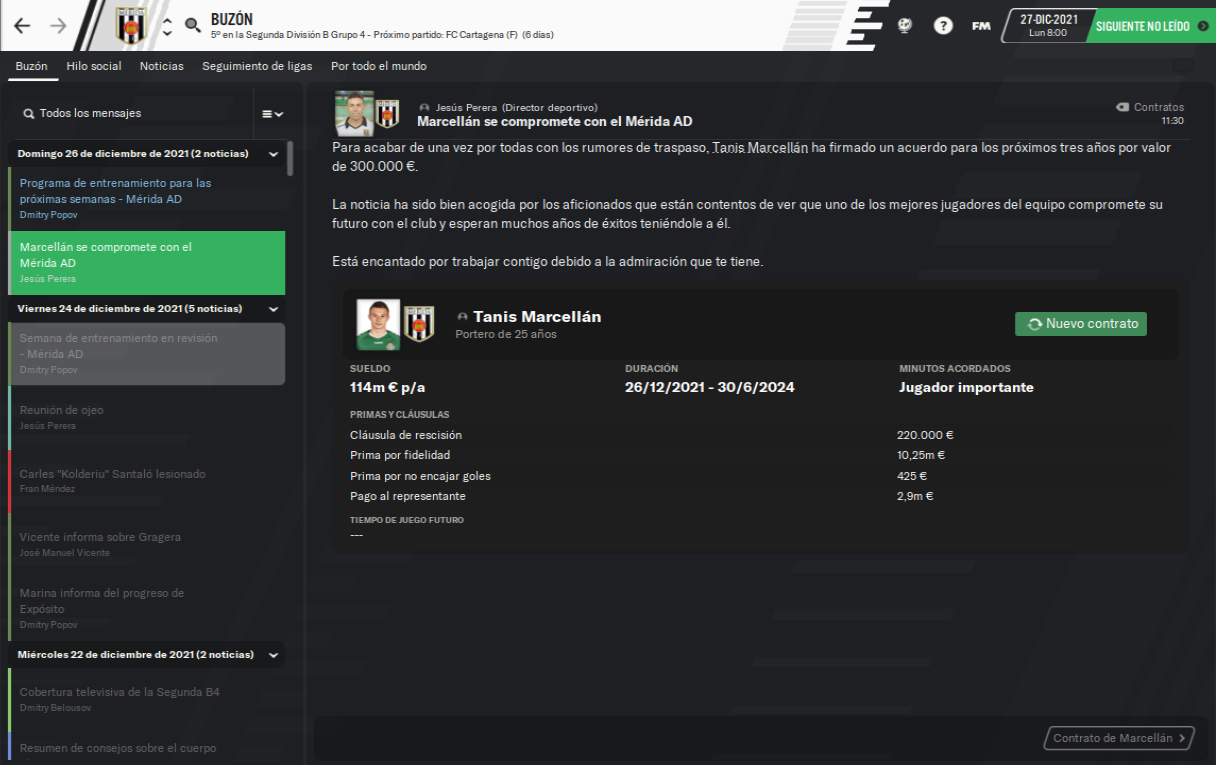 BUZÓN
5º en la Segunda División B Grupo 4 - Próximo partido: FC Cartagena (F) (6 días)
?
FM
27-DIC-2021
Lun 8:00
SIGUIENTE NO LEÍDO
Buzón Hilo social Noticias Seguimiento de ligas Por todo el mundo
Todos los mensajes
Domingo 26 de diciembre de 2021 (2 noticias)
Programa de entrenamiento para las
próximas semanas - Mérida AD
Dmitry Popov
Marcellán se compromete con el
Mérida AD
Jesús Perera
Viernes 24 de diciembre de 2021 (5 noticias)
Semana de entrenamiento en revisión
- Mérida AD
Dmitry Popov
Reunión de ojeo
Jesús Perera
Carles "Kolderiu" Santaló lesionado
Fran Méndez
Vicente informa sobre Gragera
José Manuel Vicente
Marina informa del progreso de
Expósito
Dmitry Popov
Miércoles 22 de diciembre de 2021 (2 noticias)
Cobertura televisiva de la Segunda B4
Dmitry Belousov
Resumen de consejos sobre el cuerpo
Jesús Perera (Director deportivo)
Marcellán se compromete con el Mérida AD
Contratos
11:30
Para acabar de una vez por todas con los rumores de traspaso, Tanis Marcellán ha firmado un acuerdo para los próximos tres años por valor
de 300.000 €.
La noticia ha sido bien acogida por los aficionados que están contentos de ver que uno de los mejores jugadores del equipo compromete su
futuro con el club y esperan muchos años de éxitos teniéndole a él.
Está encantado por trabajar contigo debido a la admiración que te tiene.
Tanis Marcellán
Portero de 25 años
Nuevo contrato
SUELDO DURACIÓN MINUTOS ACORDADOS
114m € p/a 26/12/2021 - 30/6/2024 Jugador importante
PRIMAS Y CLÁUSULAS
Cláusula de rescisión 220.000 €
Prima por fidelidad 10,25m €
Prima por no encajar goles 425 €
Pago al representante 2,9m €
TIEMPO DE JUEGO FUTURO
---
Contrato de Marcellán